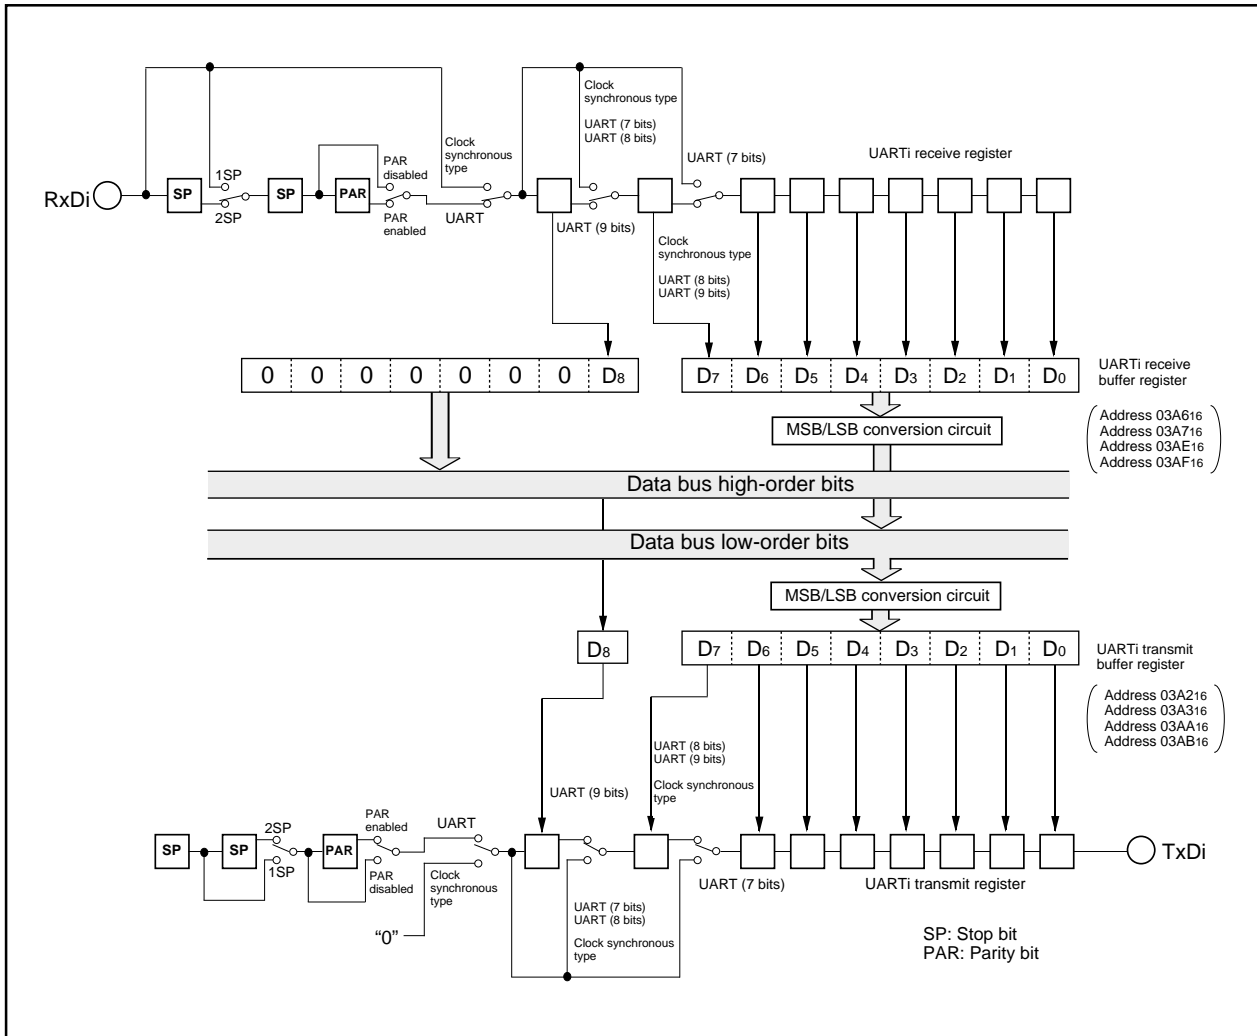 Clock
synchronous type
UART (7 bits)
UART (8 bits)
Clock
synchronous
type
PAR
disabled
UART (7 bits)
UARTi receive register
1SP
RxDi
SP
SP
PAR
2SP
PAR
enabled
UART
UART (9 bits)
Clock
synchronous type
UART (8 bits)
UART (9 bits)
0 0 0 0 0 0 0 D8
D7 D6 D5 D4 D3 D2 D1 D0
UARTi receive
buffer register
MSB/LSB conversion circuit
Address 03A616
Address 03A716
Address 03AE16
Address 03AF16
Data bus high-order bits
Data bus low-order bits
MSB/LSB conversion circuit
D8
D7 D6 D5 D4 D3 D2 D1 D0
UARTi transmit
buffer register
Address 03A216
Address 03A316
Address 03AA16
Address 03AB16
UART (8 bits)
UART (9 bits)
Clock synchronous
type
UART (9 bits)
PAR
enabled
UART
2SP
SP
SP
PAR
1SP
PAR
disabled
Clock
synchronous
type
TxDi
UART (7 bits)
UARTi transmit register
UART (7 bits)
UART (8 bits)
Clock synchronous
type
“0”
SP: Stop bit
PAR: Parity bit